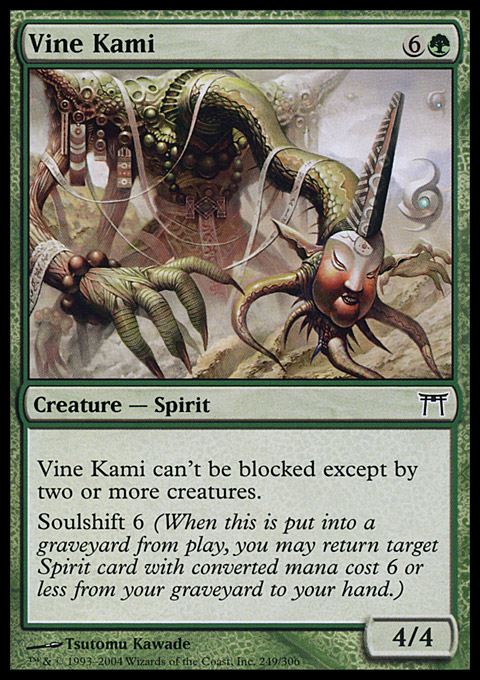 Vine Kami 6
Creature — Spirit
Vine Kami can't be blocked except by
two or more creatures.
Soulshift 6 (When this is put into a
graveyard from play, you may return target
Spirit card with converted mana cost 6 or
less from your graveyard to your hand.)
Tsutomu Kawade
™ & © 1993–2004 Wizards of the Coast, Inc. 249/306
4/4